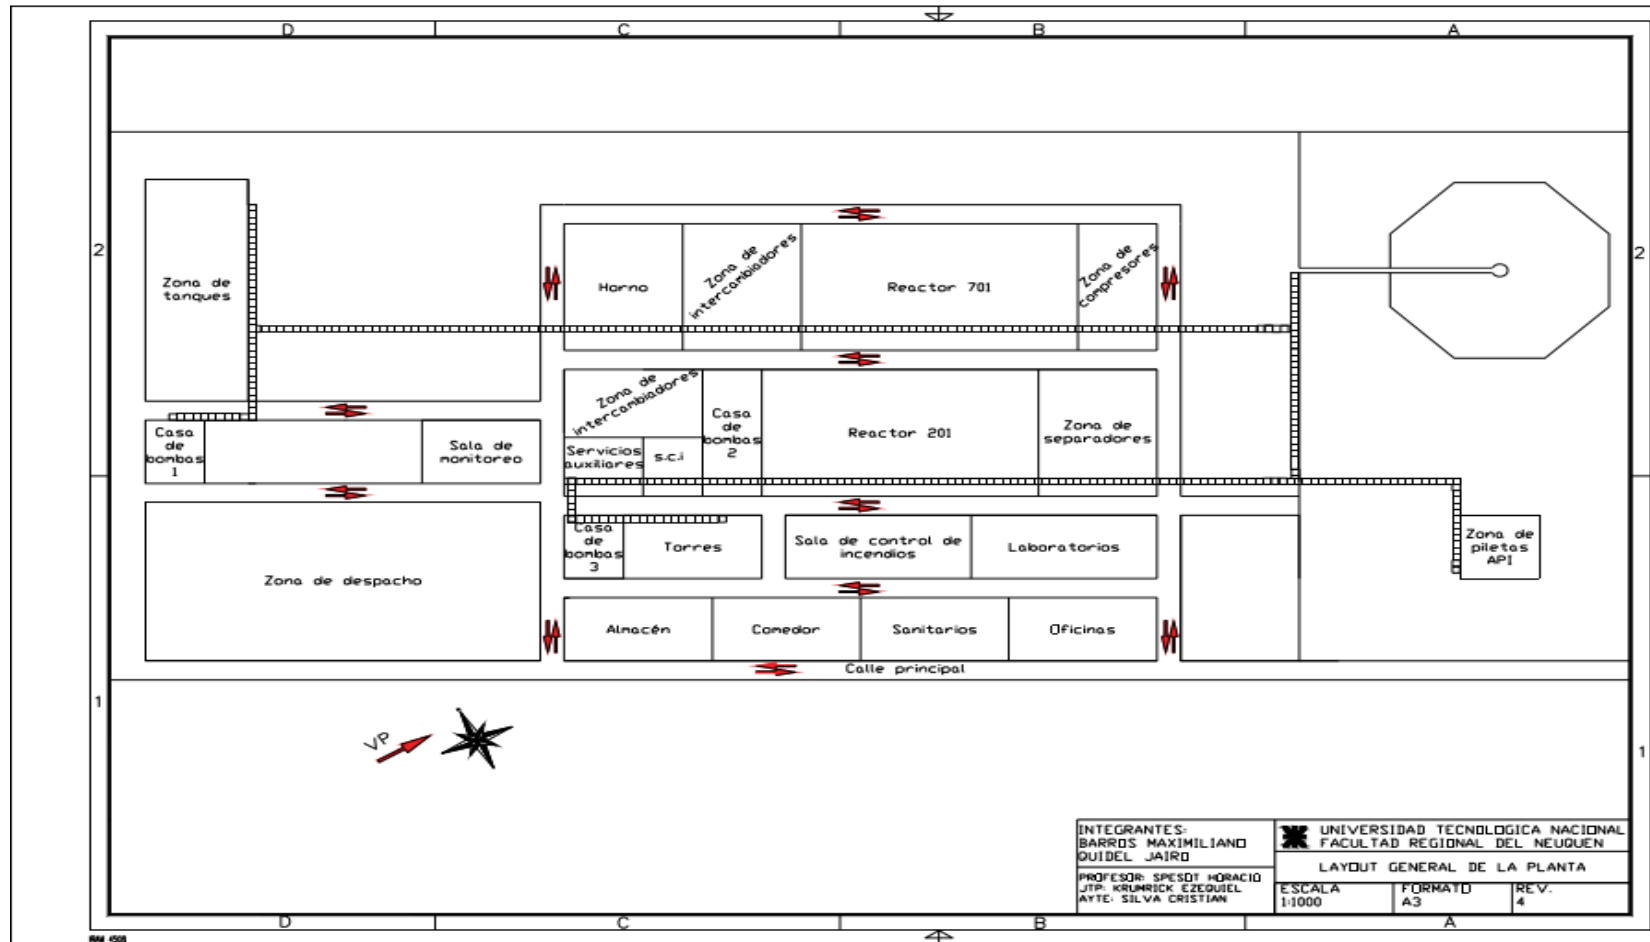 D
C
B
A
2
2
1
1
Zona de
tanques
Horno
Zona de
intercambiadores
Reactor 701
Zona de
compresores
Casa
de
bombas
1
Sala de
monitoreo
Zona de
intercambiadores
Servicios
auxiliares
s.c.i
Casa
de
bombas
2
Reactor 201
Zona de
separadores
Zona de despacho
Casa
de
bombas
3
Torres
Sala de control de
incendios
Laboratorios
Zona de
piletas
API
Almacén
Comedor
Sanitarios
Oficinas
Calle principal
VP
INTEGRANTES:
BARROS MAXIMILIANO
QUIDEL JAIRO
PROFESOR: SPESOT HORACIO
JTP: KRUMRICK EZEQUIEL
AYTE: SILVA CRISTIAN
UNIVERSIDAD TECNOLOGICA NACIONAL
FACULTAD REGIONAL DEL NEUQUEN
LAYOUT GENERAL DE LA PLANTA
ESCALA
1:1000
FORMATO
A3
REV.
4
D
C
B
A